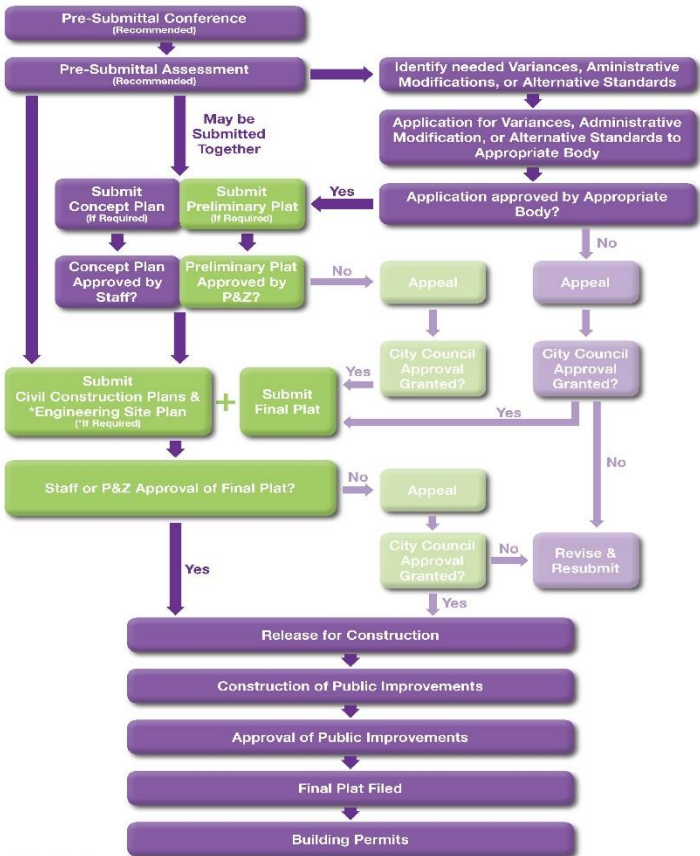 Pre-Submittal Conference
(Recommended)
Pre-Submittal Assessment
(Recommended)
Identify needed Variances, Aministrative
Modifications, or Alternative Standards
May be
Submitted
Together
Application for Variances, Administrative
Modification, or Alternative Standards to
Appropriate Body
Submit
Concept Plan
(If Required)
Submit
Preliminary Plat
(If Required)
Yes
Application approved by Appropriate
Body?
No
Concept Plan
Approved by
Staff?
Preliminary Plat
Approved by
P&Z?
No
Appeal
Appeal
City Council
Approval
Granted?
City Council
Approval
Granted?
Submit
Civil Construction Plans &
*Engineering Site Plan
(*If Required)
+
Submit
Final Plat
Yes
Yes
No
Staff or P&Z Approval of Final Plat?
No
Appeal
City Council
Approval
Granted?
No
Revise &
Resubmit
Yes
Yes
Release for Construction
Construction of Public Improvements
Approval of Public Improvements
Final Plat Filed
Building Permits